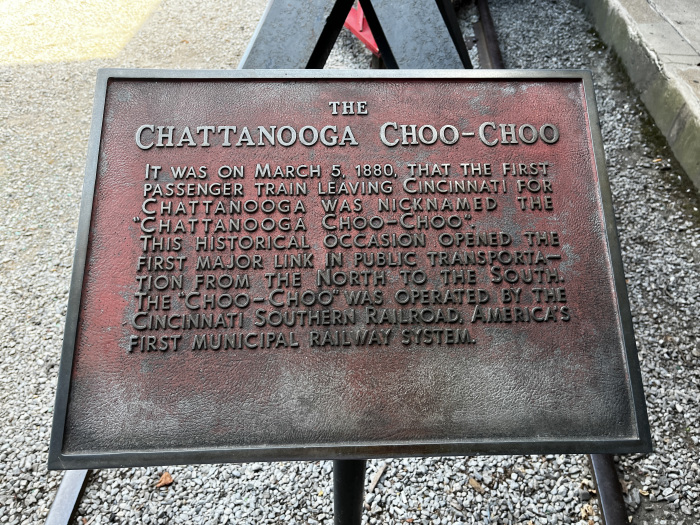 THE
CHATTANOOGA CHOO-CHOO
IT WAS ON MARCH 5, 1880, THAT THE FIRST
PASSENGER TRAIN LEAVING CINCINNATI FOR
CHATTANOOGA WAS NICKNAMED THE
"CHATTANOOGA CHOO-CHOO".
THIS HISTORICAL OCCASION OPENED THE
FIRST MAJOR LINK IN PUBLIC TRANSPORTA-
TION FROM THE NORTH TO THE SOUTH.
THE "CHOO-CHOO" WAS OPERATED BY THE
CINCINNATI SOUTHERN RAILROAD, AMERICA'S
FIRST MUNICIPAL RAILWAY SYSTEM.